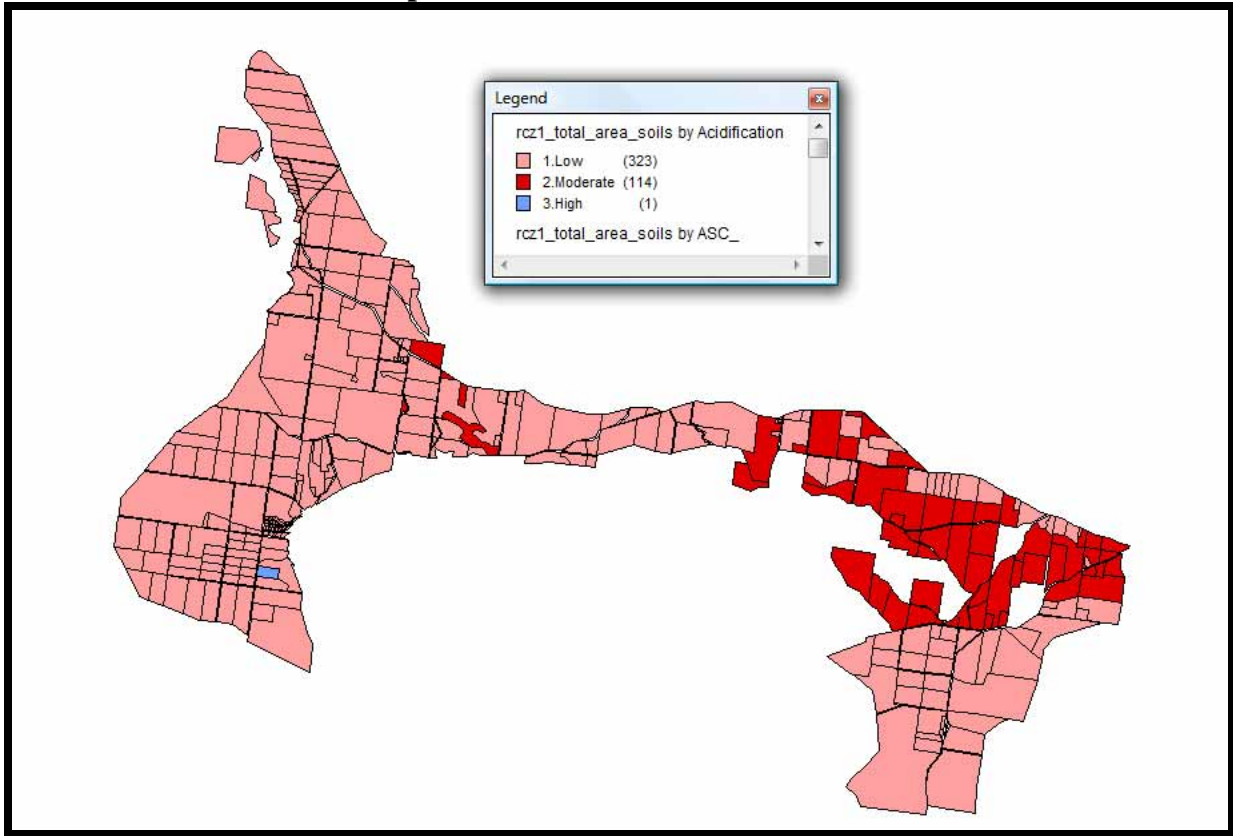 Legend
rcz1_total_area_soils by Acidification
1.Low (323)
2.Moderate (114)
3.High (1)
rcz1_total_area_soils by ASC_